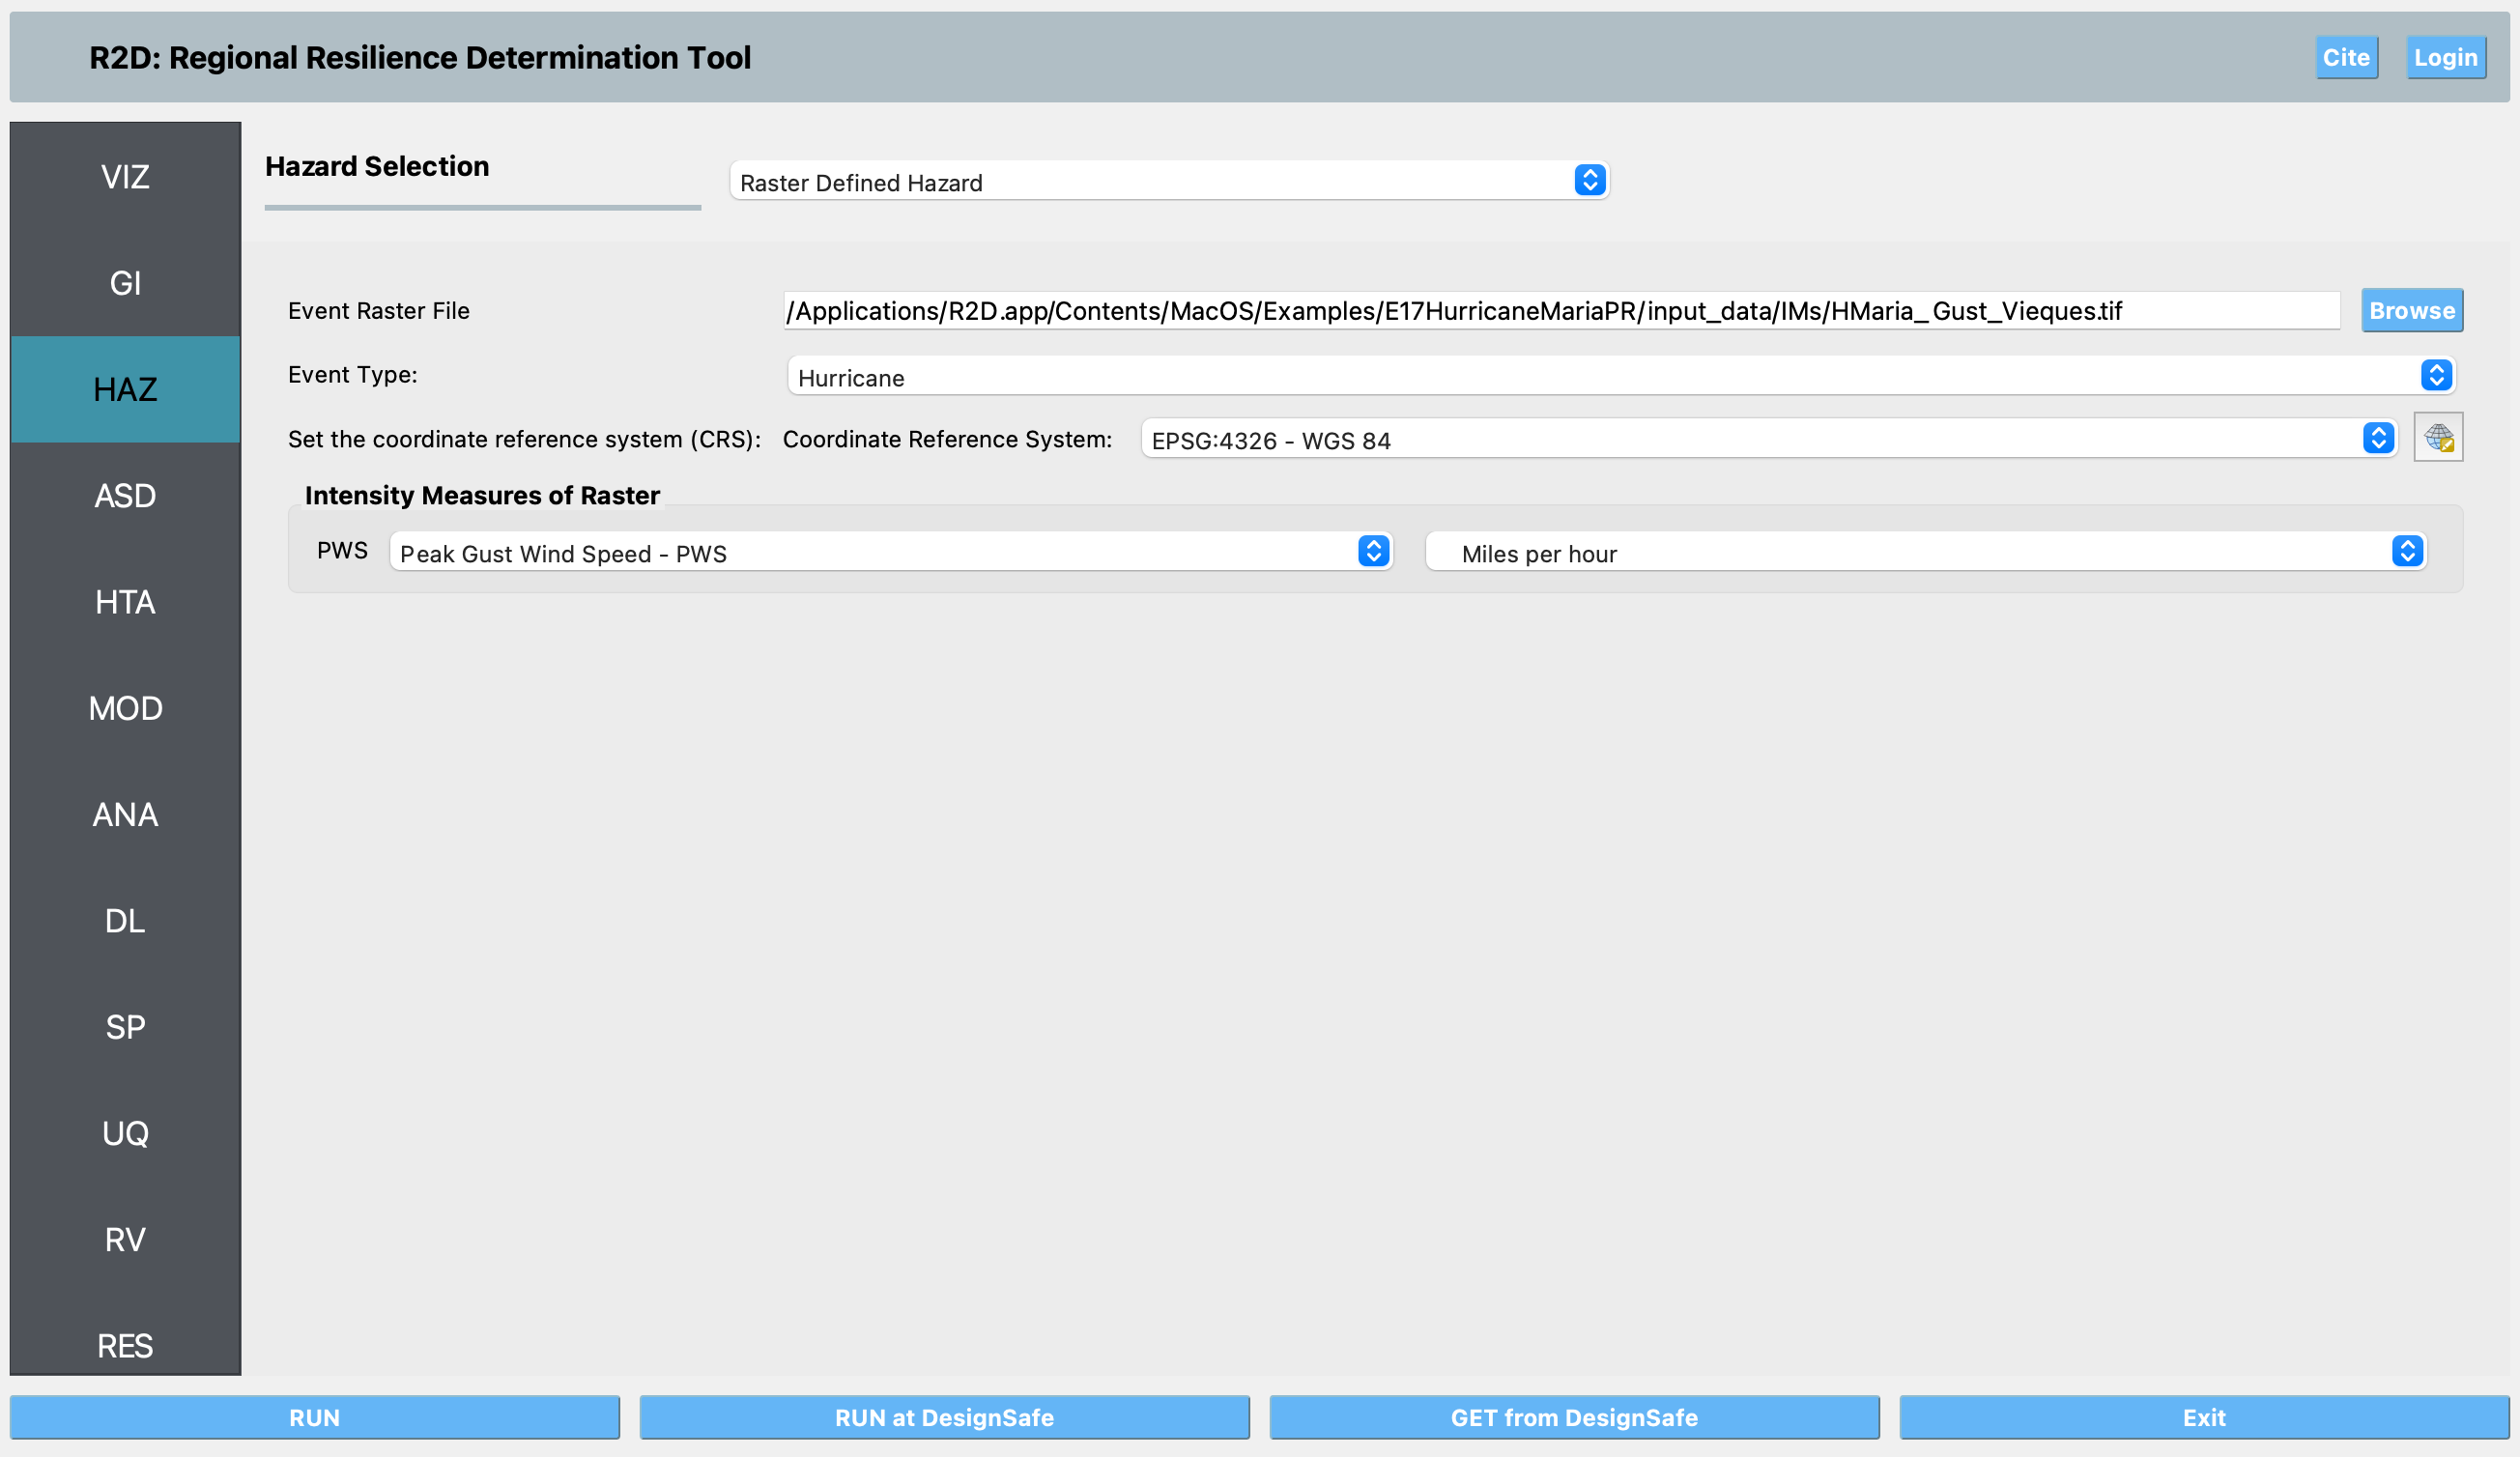 R2D: Regional Resilience Determination Tool
Cite
Login
VIZ
GI
HAZ
ASD
HTA
MOD
ANA
DL
SP
UQ
RV
RES
Hazard Selection
Raster Defined Hazard
Event Raster File
/Applications/R2D.app/Contents/MacOS/Examples/E17HurricaneMariaPR/input_data/IMs/HMaria_Gust_Vieques.tif
Browse
Event Type:
Hurricane
Set the coordinate reference system (CRS):
Coordinate Reference System:
EPSG:4326 - WGS 84
Intensity Measures of Raster
PWS
Peak Gust Wind Speed - PWS
Miles per hour
RUN
RUN at DesignSafe
GET from DesignSafe
Exit